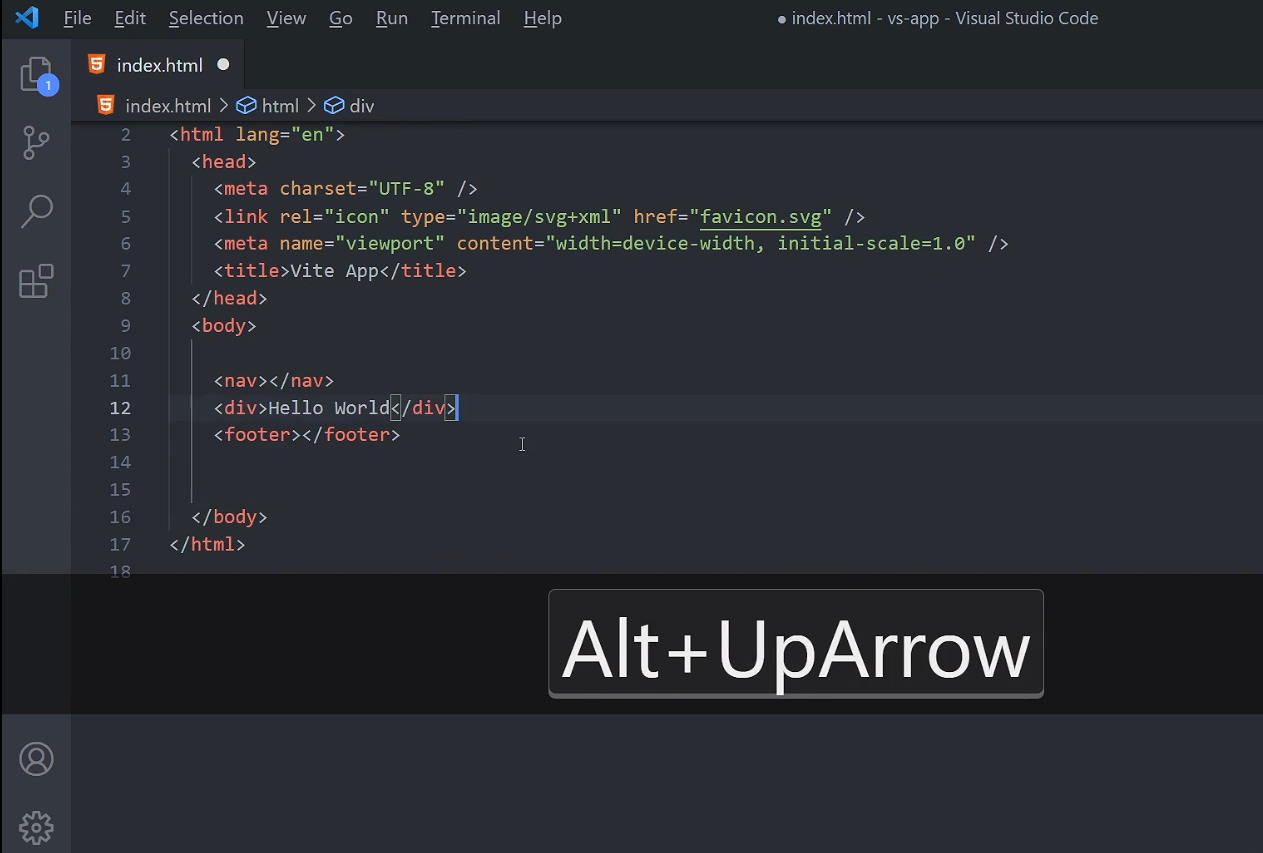 File Edit Selection View Go Run Terminal Help ● index.html - vs-app - Visual Studio Code
1
index.html ●
index.html > html > div
2 <html lang="en">
3 <head>
4 <meta charset="UTF-8" />
5 <link rel="icon" type="image/svg+xml" href="favicon.svg" />
6 <meta name="viewport" content="width=device-width, initial-scale=1.0" />
7 <title>Vite App</title>
8 </head>
9 <body>
10
11 <nav></nav>
12 <div>Hello World</div>
13 <footer></footer>
14
15
16 </body>
17 </html>
18
Alt+UpArrow